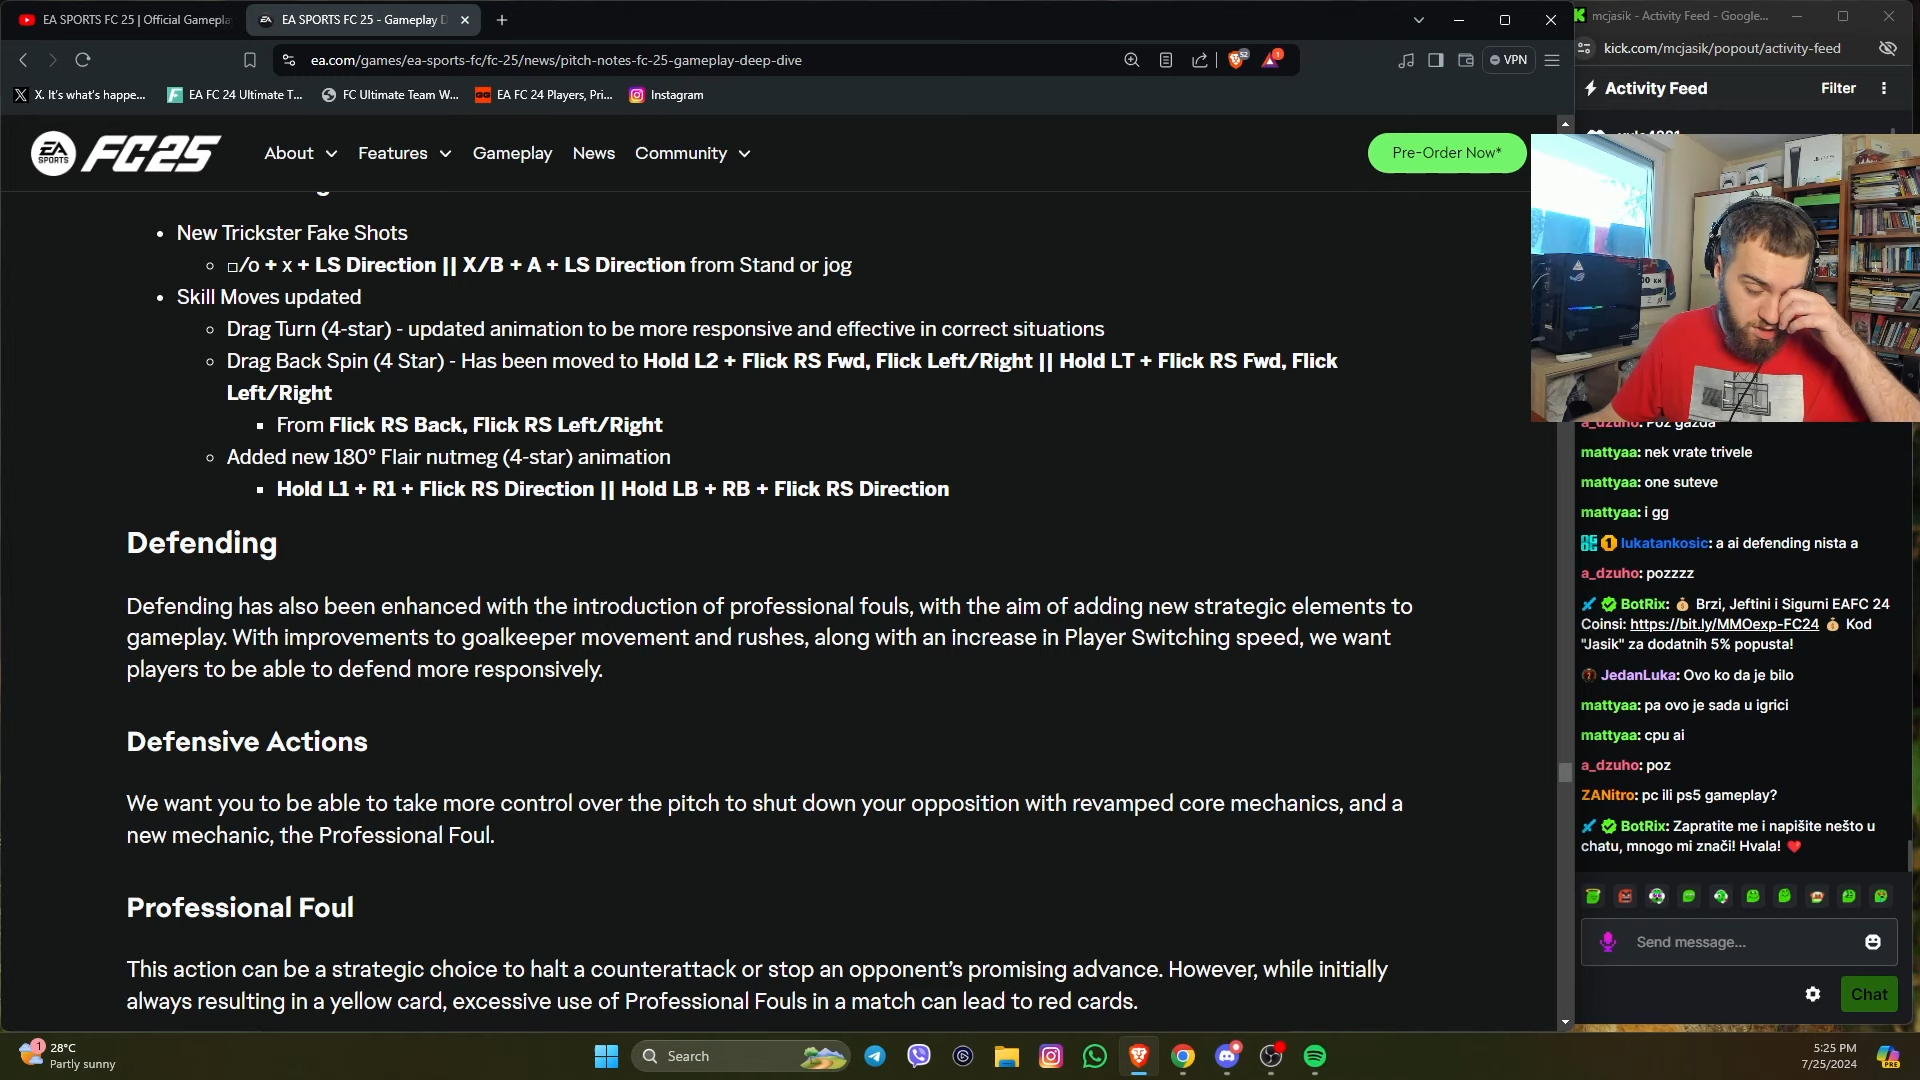 EA SPORTS FC 25 | Official Gamepla
EA SPORTS FC 25 - Gameplay D
mcjasik - Activity Feed - Google...
ea.com/games/ea-sports-fc/fc-25/news/pitch-notes-fc-25-gameplay-deep-dive
52
1
VPN
kick.com/mcjasik/popout/activity-feed
X. It's what's happe...
EA FC 24 Ultimate T...
FC Ultimate Team W...
EA FC 24 Players, Pri...
Instagram
Activity Feed
Filter
EA SPORTS FC25
About
Features
Gameplay
News
Community
Pre-Order Now*
• New Trickster Fake Shots
◦ □/o + x + LS Direction || X/B + A + LS Direction from Stand or jog
• Skill Moves updated
◦ Drag Turn (4-star) - updated animation to be more responsive and effective in correct situations
◦ Drag Back Spin (4 Star) - Has been moved to Hold L2 + Flick RS Fwd, Flick Left/Right || Hold LT + Flick RS Fwd, Flick
Left/Right
▪ From Flick RS Back, Flick RS Left/Right
◦ Added new 180° Flair nutmeg (4-star) animation
▪ Hold L1 + R1 + Flick RS Direction || Hold LB + RB + Flick RS Direction
Defending
Defending has also been enhanced with the introduction of professional fouls, with the aim of adding new strategic elements to
gameplay. With improvements to goalkeeper movement and rushes, along with an increase in Player Switching speed, we want
players to be able to defend more responsively.
Defensive Actions
We want you to be able to take more control over the pitch to shut down your opposition with revamped core mechanics, and a
new mechanic, the Professional Foul.
Professional Foul
This action can be a strategic choice to halt a counterattack or stop an opponent's promising advance. However, while initially
always resulting in a yellow card, excessive use of Professional Fouls in a match can lead to red cards.
a_dzuho: Poz gazda
mattyaa: nek vrate trivele
mattyaa: one suteve
mattyaa: i gg
lukatankosic: a ai defending nista a
a_dzuho: pozzzz
BotRix: 💰 Brzi, Jeftini i Sigurni EAFC 24
Coinsi: https://bit.ly/MMOexp-FC24 💰 Kod
"Jasik" za dodatnih 5% popusta!
JedanLuka: Ovo ko da je bilo
mattyaa: pa ovo je sada u igrici
mattyaa: cpu ai
a_dzuho: poz
ZANitro: pc ili ps5 gameplay?
BotRix: Zapratite me i napišite nešto u
chatu, mnogo mi znači! Hvala! ❤️
Send message...
Chat
1
28°C
Partly sunny
Search
5:25 PM
7/25/2024
PRE